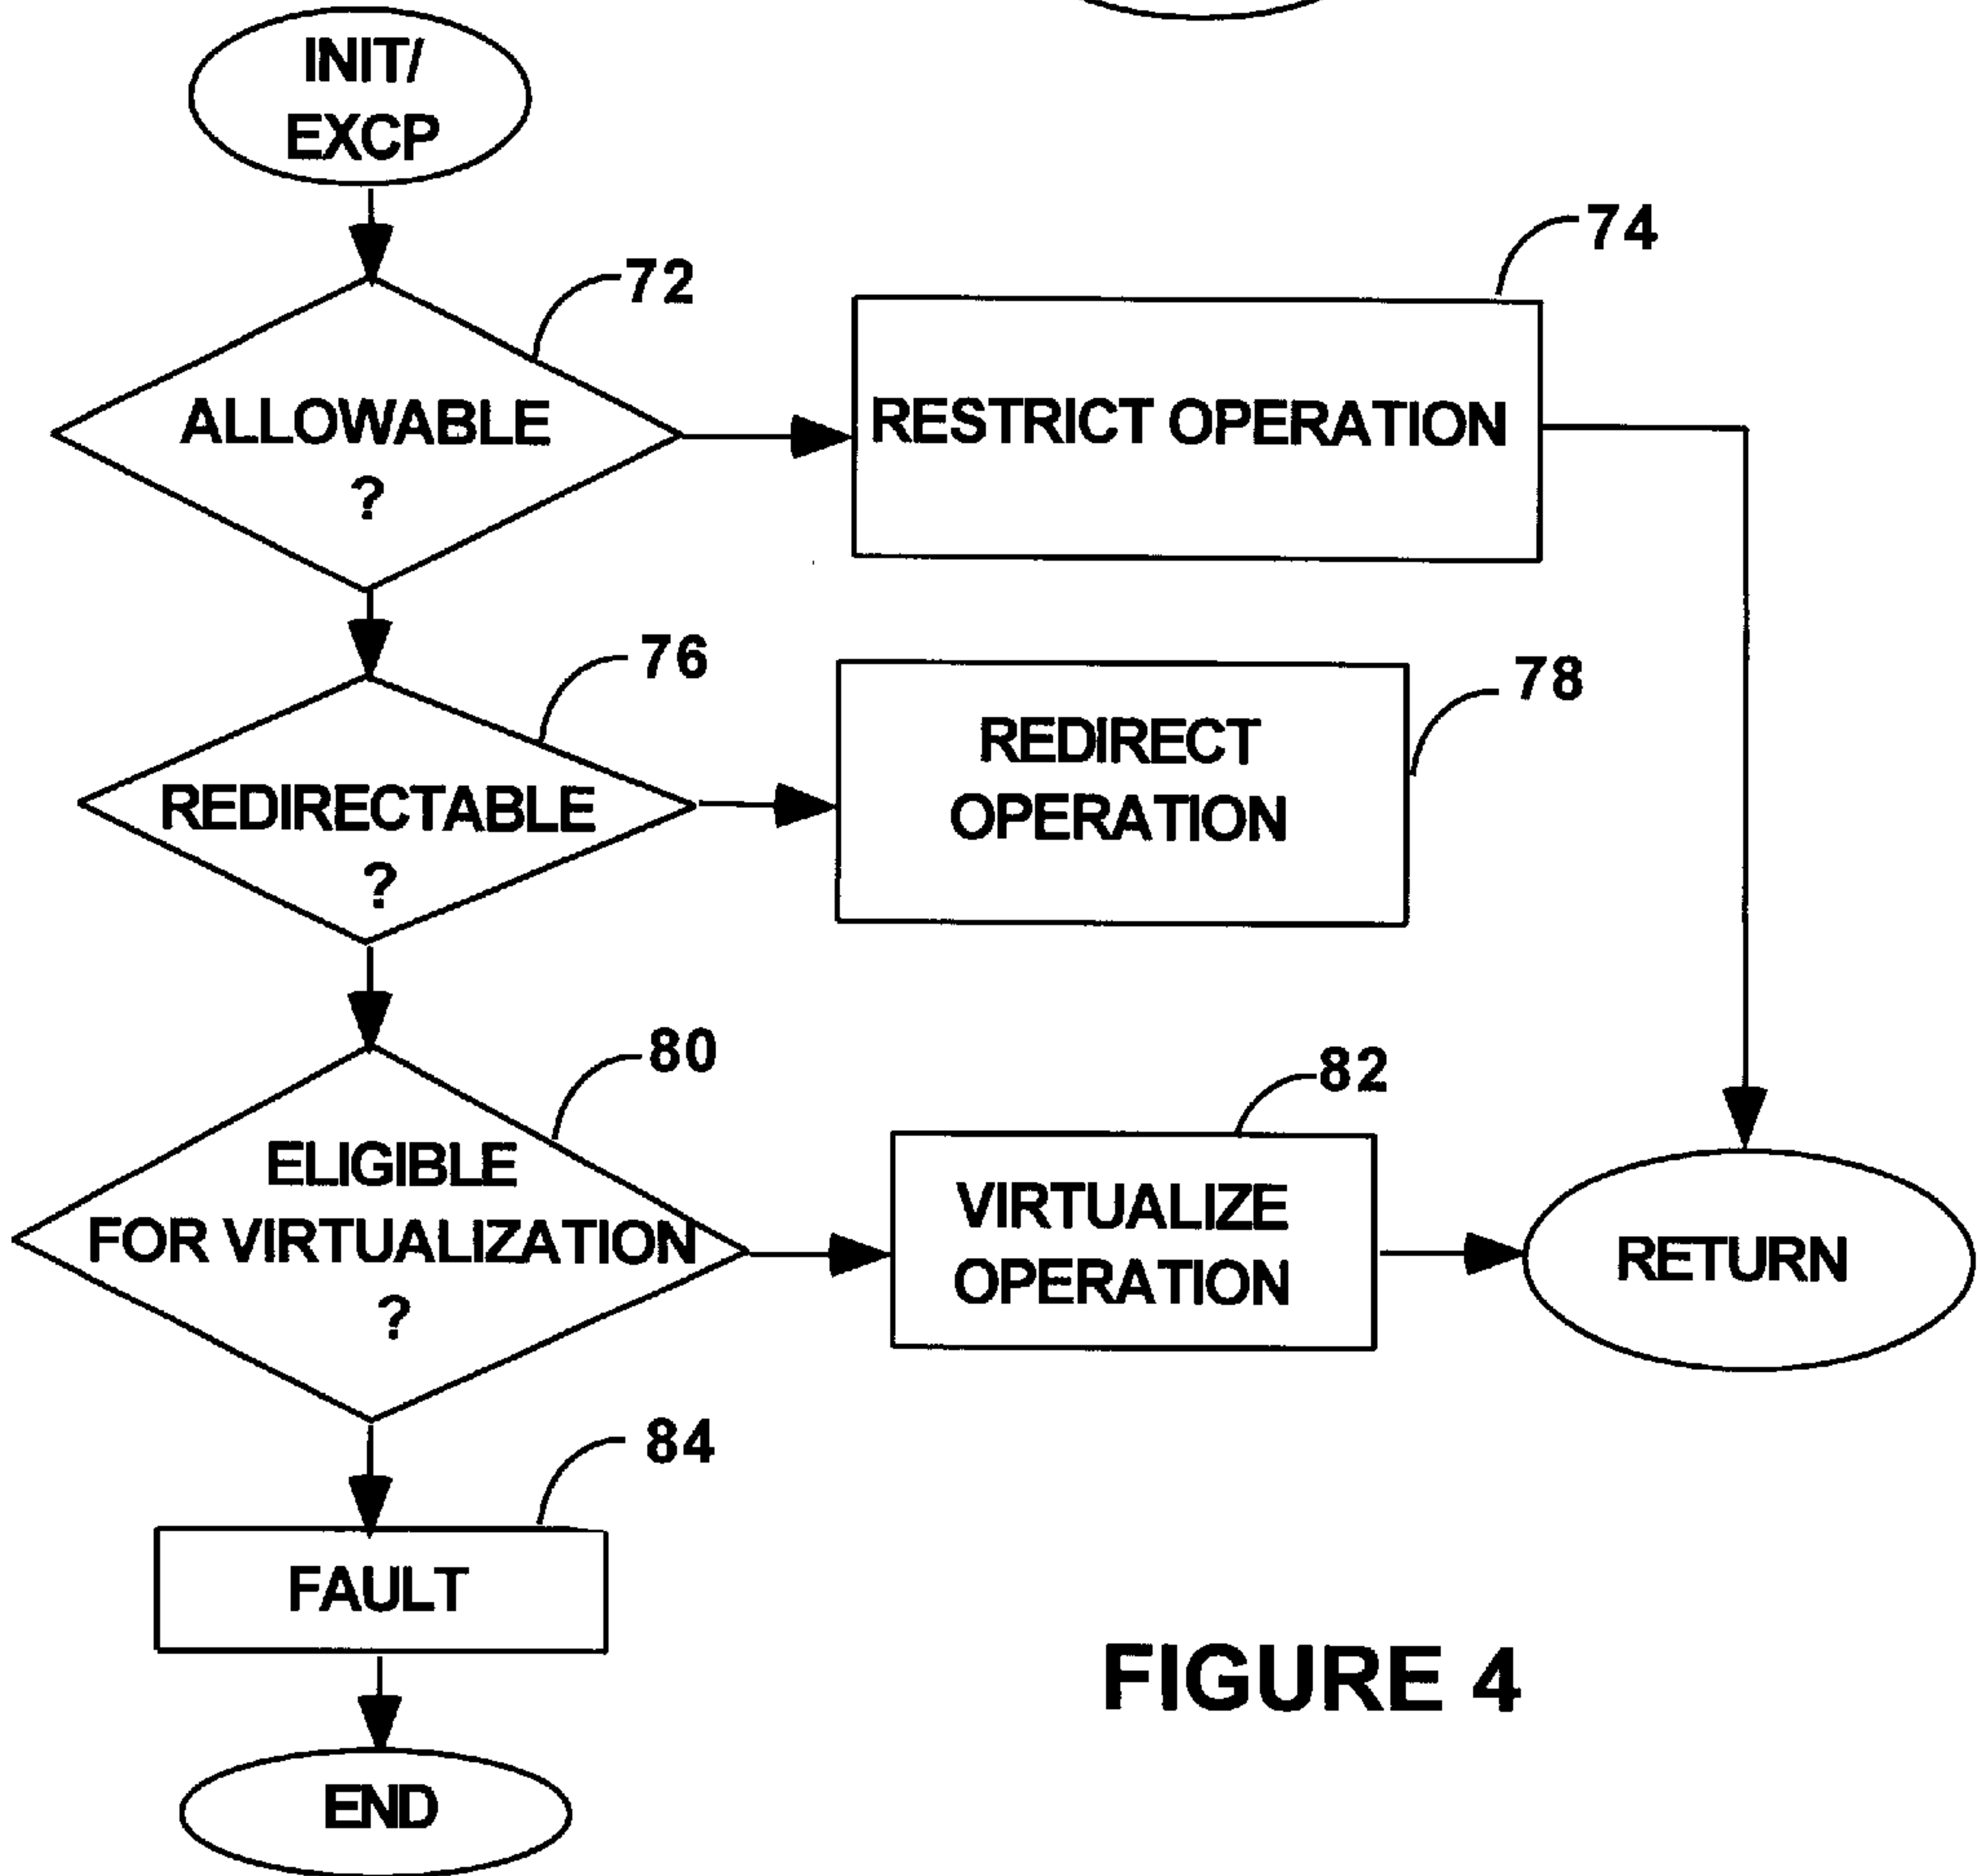 INIT/
EXCP
72
74
ALLOWABLE
?
RESTRICT OPERATION
76
78
REDIRECTABLE
?
REDIRECT
OPERATION
80
82
ELIGIBLE
FOR VIRTUALIZATION
?
VIRTUALIZE
OPERATION
RETURN
84
FAULT
FIGURE 4
END